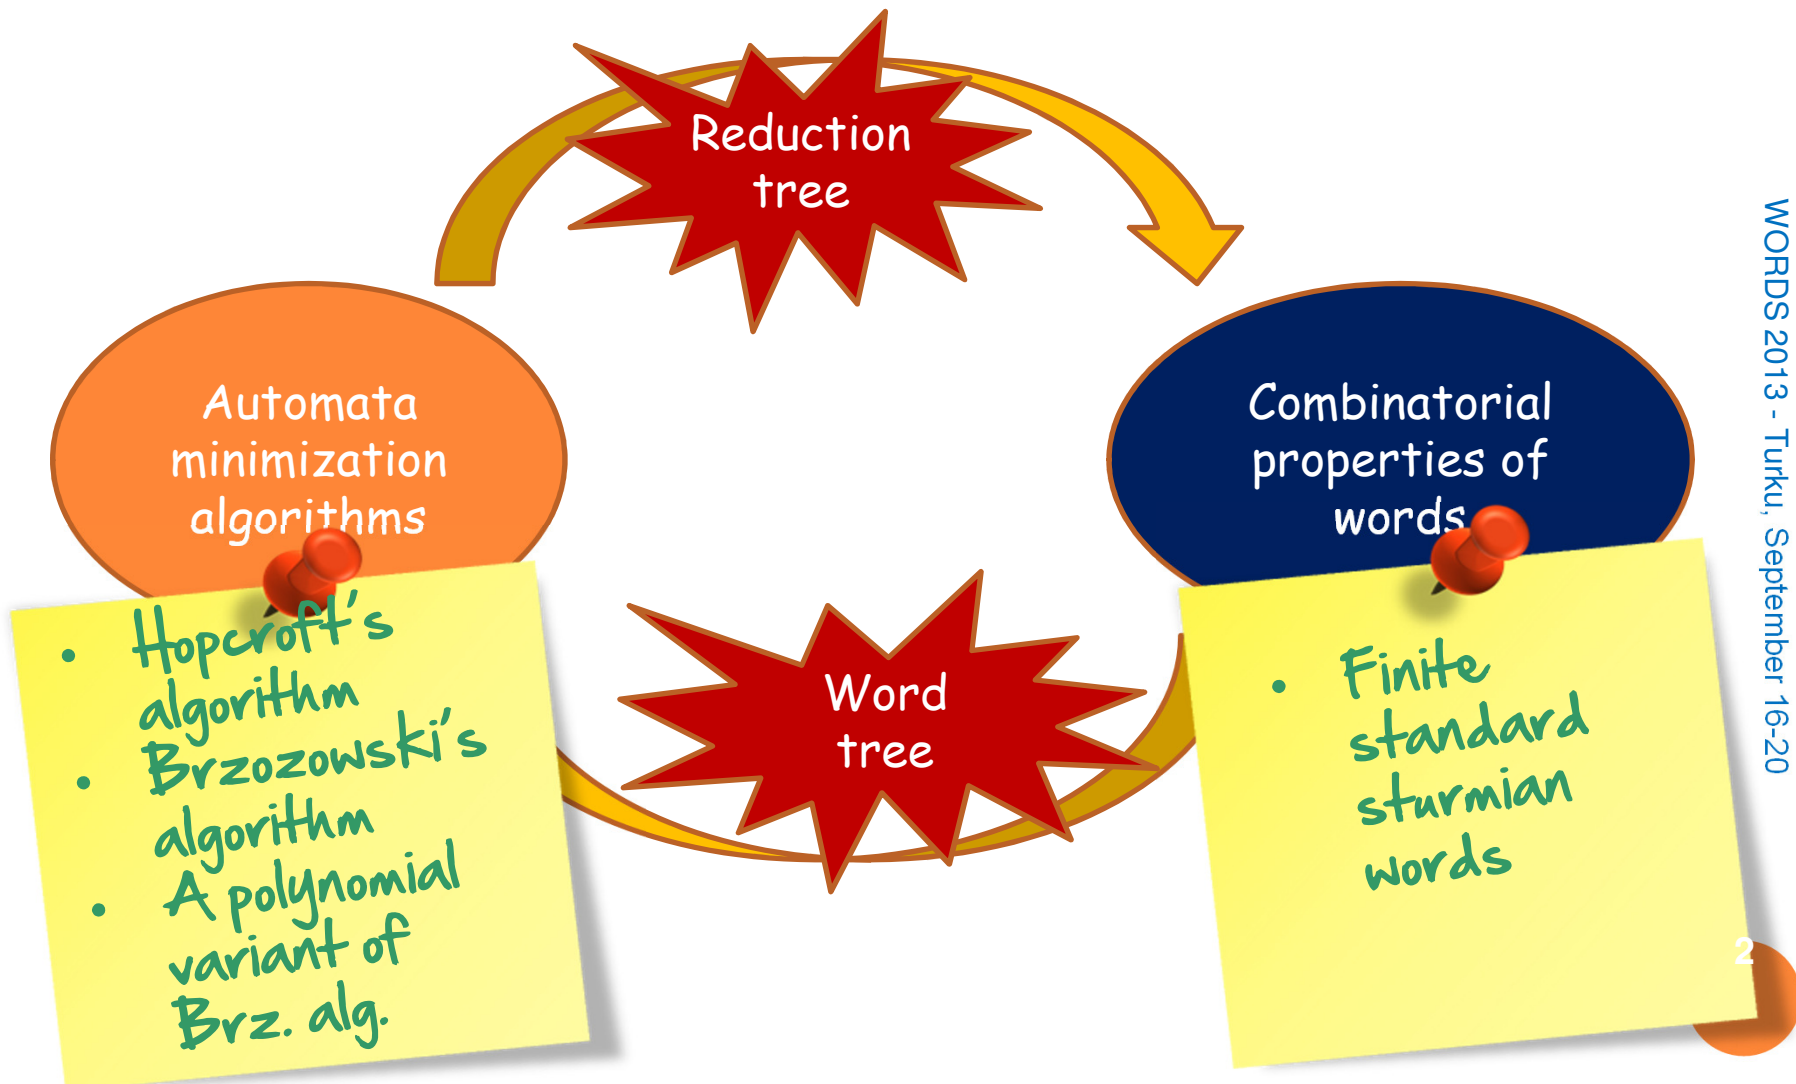 Reduction
tree
Automata
minimization
algorithms
Combinatorial
properties of
words
• Hopcroft's
algorithm
• Brzozowski's
algorithm
• A polynomial
variant of
Brz. alg.
Word
tree
• Finite
standard
sturmian
words
WORDS 2013 - Turku, September 16-20
2